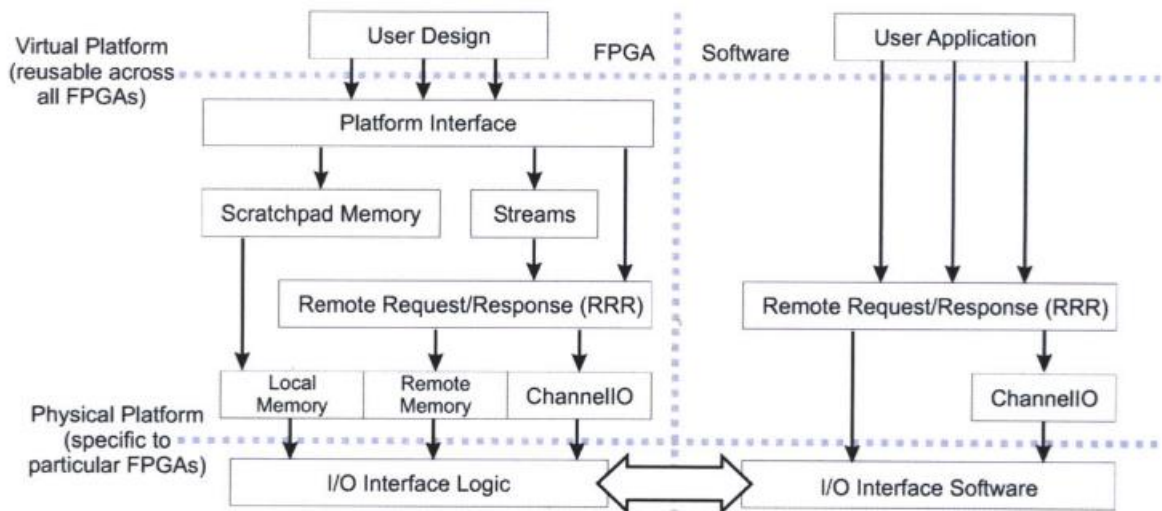 Virtual Platform
(reusable across
all FPGAs)
User Design
FPGA
Software
User Application
Platform Interface
Scratchpad Memory
Streams
Remote Request/Response (RRR)
Remote Request/Response (RRR)
Local
Memory
Remote
Memory
ChannelIO
ChannelIO
Physical Platform
(specific to
particular FPGAs)
I/O Interface Logic
I/O Interface Software